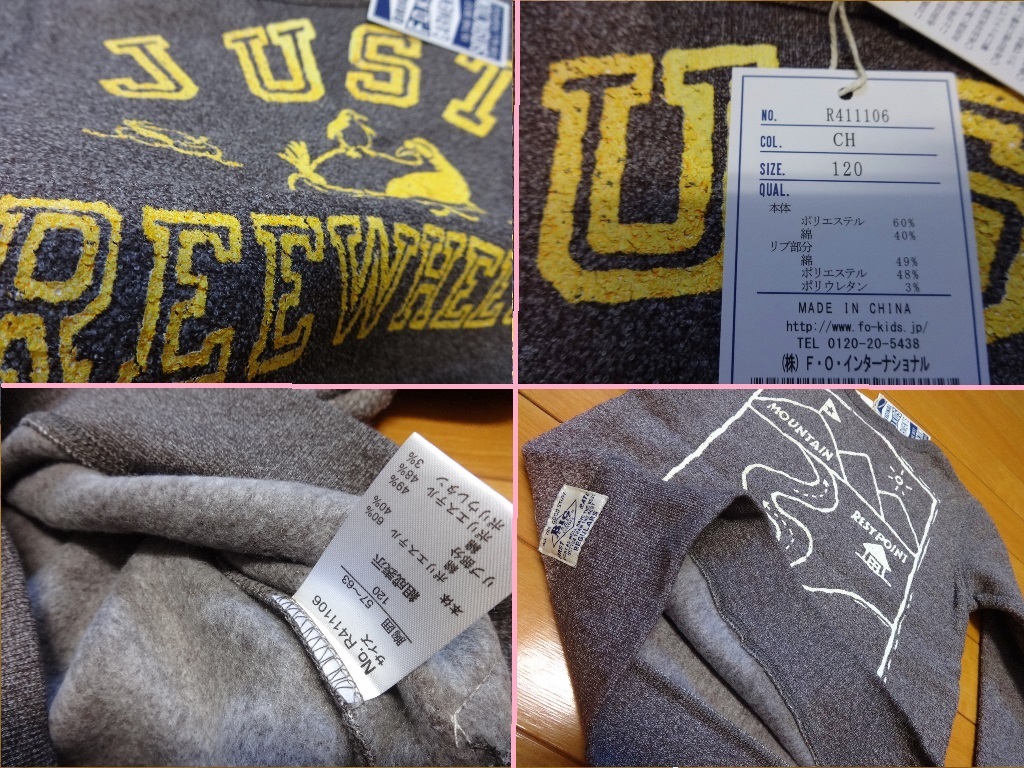 JUST
FREEWHEE
NO. R411106
COL. CH
SIZE. 120
QUAL.
本体
ポリエステル 60%
綿 40%
リブ部分
綿 49%
ポリエステル 48%
ポリウレタン 3%
MADE IN CHINA
http://www.fo-kids.jp/
TEL 0120-20-5438
(株) F・O・インターナショナル
US
No. R411106
サイズ 120
胸囲 57~63
組成表示
本体
ポリエステル 60%
綿 40%
リブ部分
綿 49%
ポリエステル 48%
ポリウレタン 3%
MOUNTAIN
REST POINT
BIG